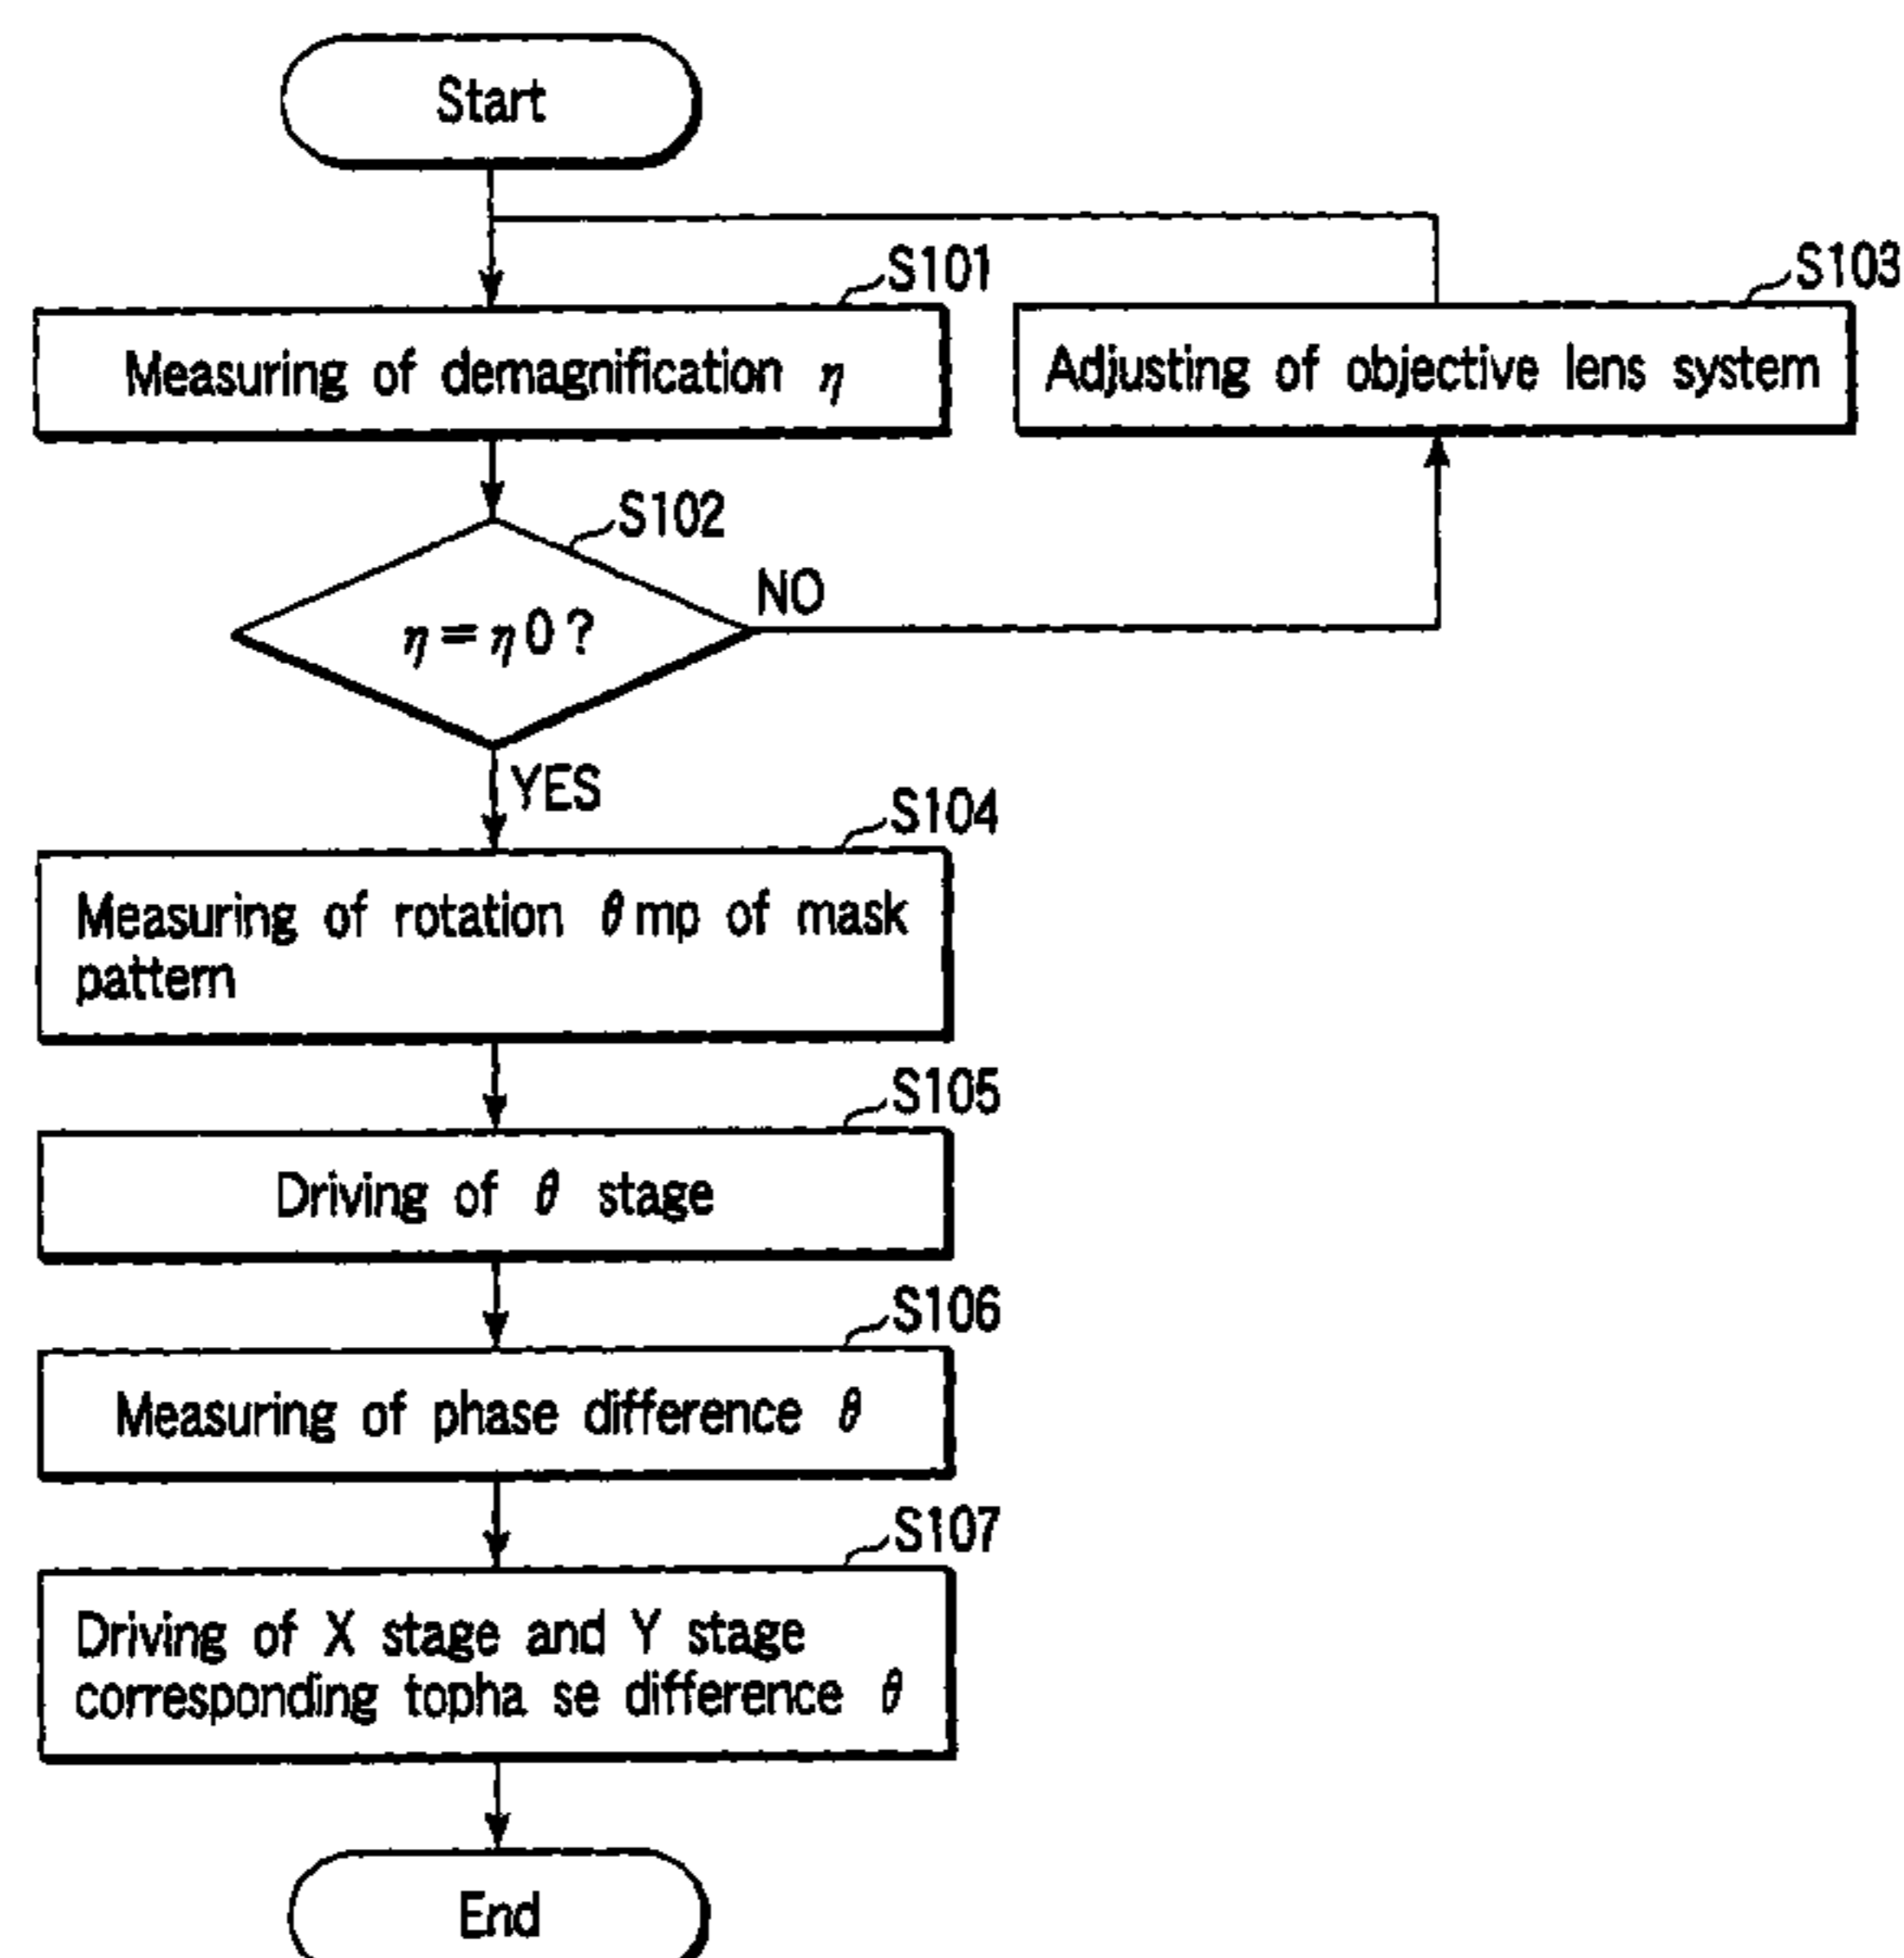 Start
S101
Measuring of demagnification η
S103
Adjusting of objective lens system
S102
η=η0?
NO
YES
S104
Measuring of rotation θmp of mask
pattern
S105
Driving of θ stage
S106
Measuring of phase difference θ
S107
Driving of X stage and Y stage
corresponding topha se difference θ
End